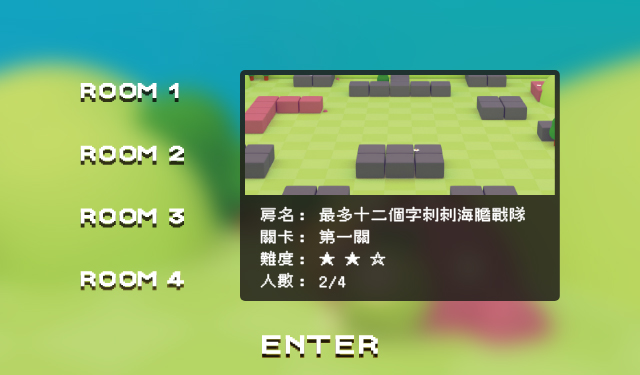 ROOM 1
ROOM 2
ROOM 3
ROOM 4
房名： 最多十二個字刺刺海膽戰隊
關卡： 第一關
難度： ★ ★ ☆
人數： 2/4
ENTER